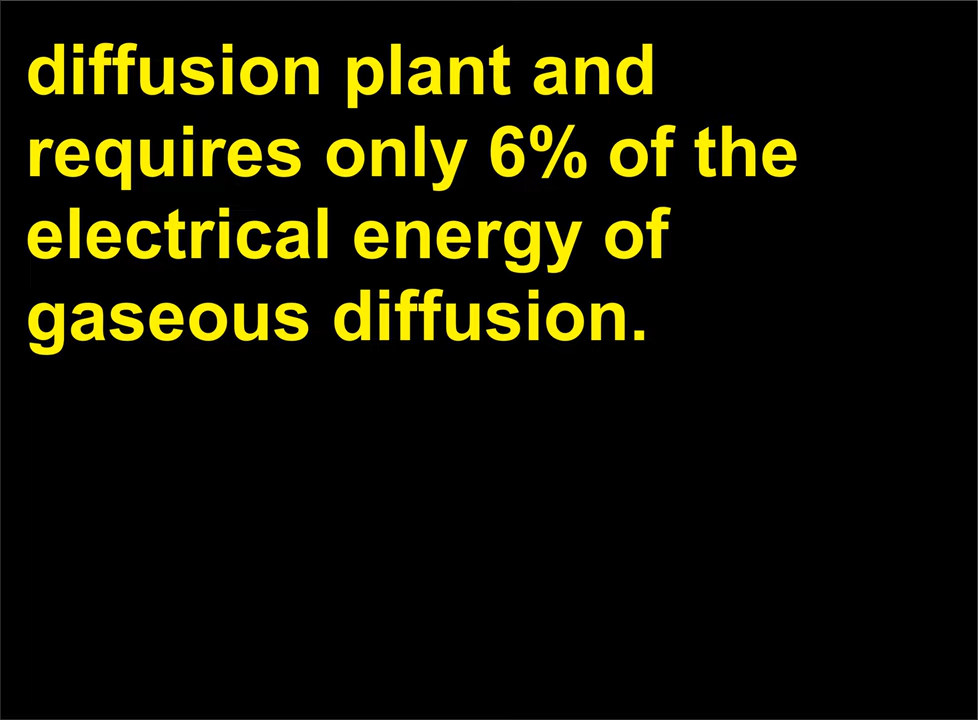 diffusion plant and
requires only 6% of the
electrical energy of
gaseous diffusion.